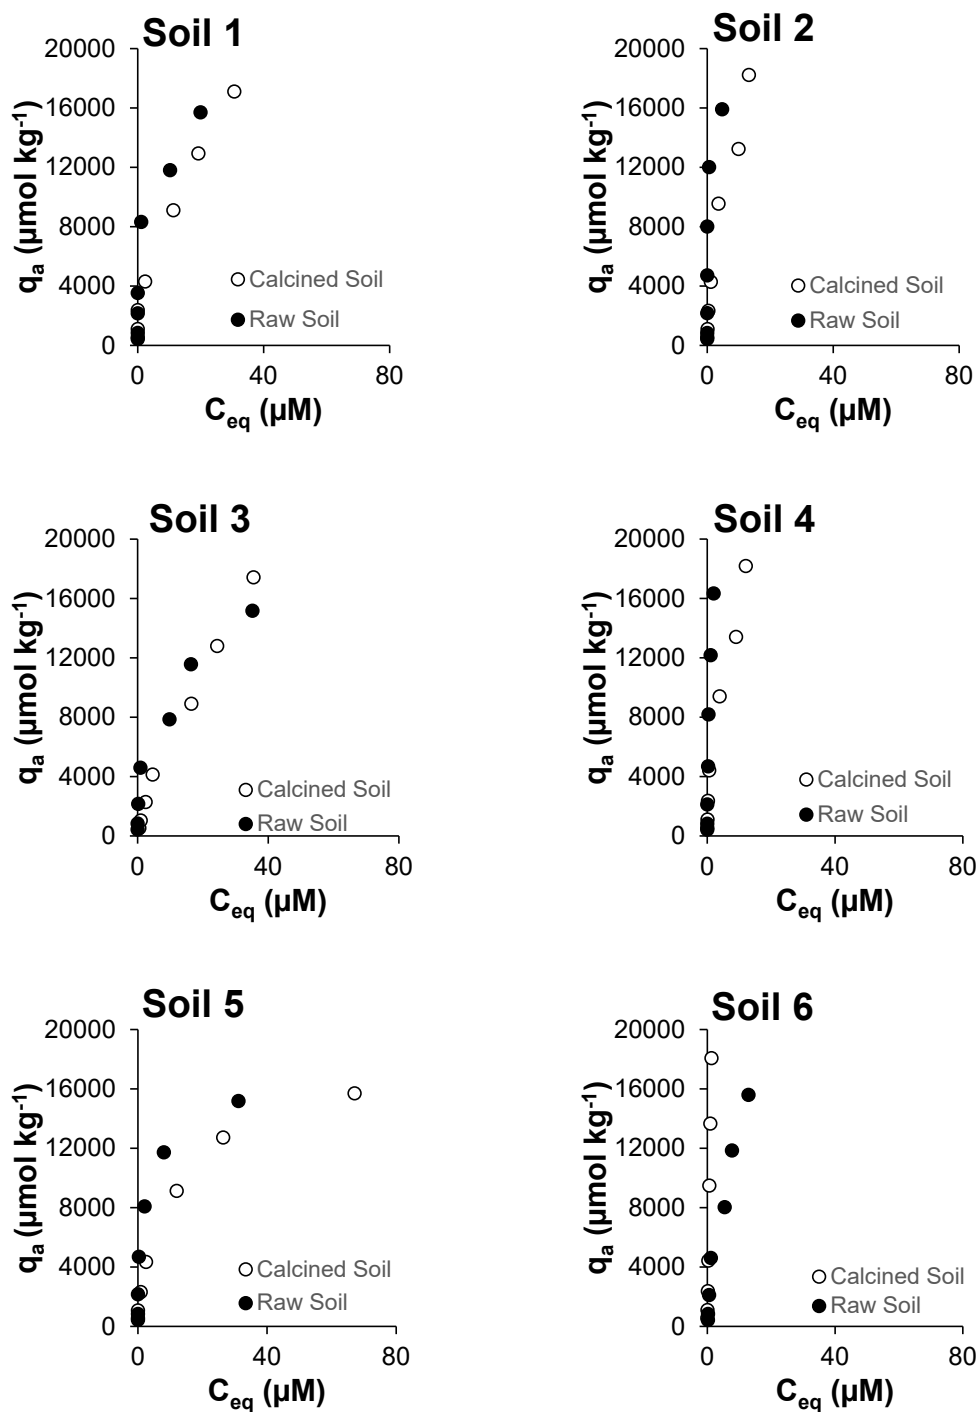 Soil 1
20000
16000
12000
8000
4000
0
qa (µmol kg-1)
Calcined Soil
Raw Soil
0 40 80
Ceq (µM)
Soil 2
20000
16000
12000
8000
4000
0
qa (µmol kg-1)
Calcined Soil
Raw Soil
0 40 80
Ceq (µM)
Soil 3
20000
16000
12000
8000
4000
0
qa (µmol kg-1)
Calcined Soil
Raw Soil
0 40 80
Ceq (µM)
Soil 4
20000
16000
12000
8000
4000
0
qa (µmol kg-1)
Calcined Soil
Raw Soil
0 40 80
Ceq (µM)
Soil 5
20000
16000
12000
8000
4000
0
qa (µmol kg-1)
Calcined Soil
Raw Soil
0 40 80
Ceq (µM)
Soil 6
20000
16000
12000
8000
4000
0
qa (µmol kg-1)
Calcined Soil
Raw Soil
0 40 80
Ceq (µM)